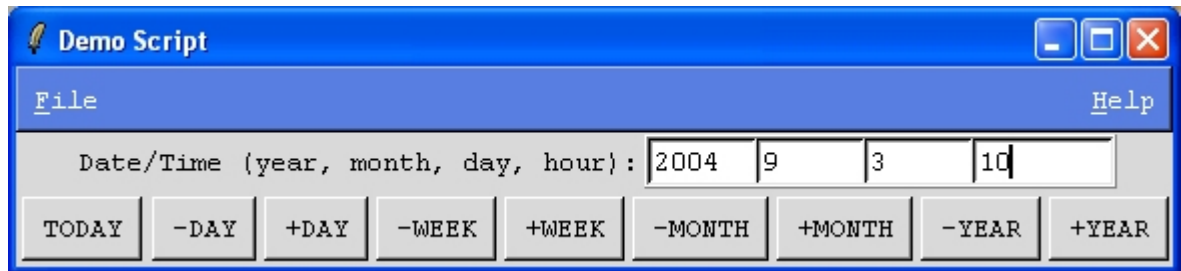 Demo Script
File Help
Date/Time (year, month, day, hour): 2004 9 3 10
TODAY -DAY +DAY -WEEK +WEEK -MONTH +MONTH -YEAR +YEAR